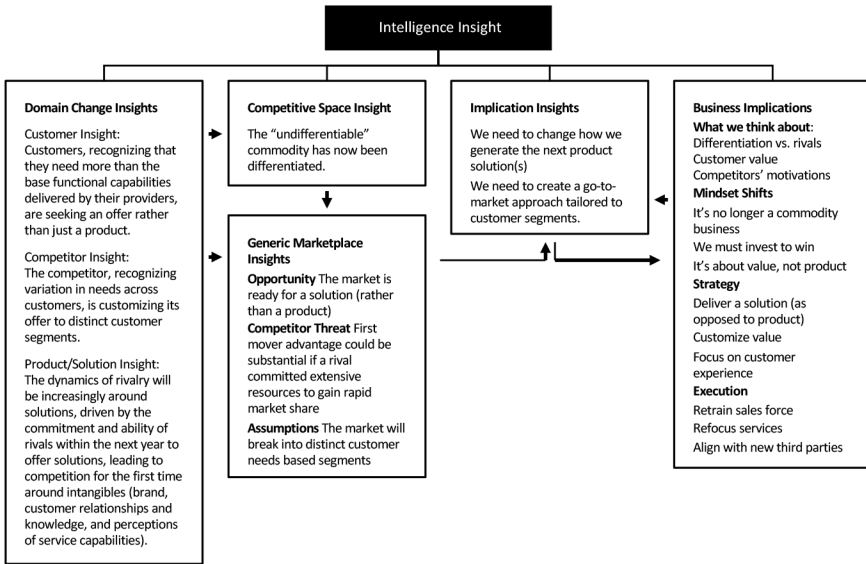 Intelligence Insight
Domain Change Insights
Customer Insight:
Customers, recognizing that
they need more than the
base functional capabilities
delivered by their providers,
are seeking an offer rather
than just a product.
Competitor Insight:
The competitor, recognizing
variation in needs across
customers, is customizing its
offer to distinct customer
segments.
Product/Solution Insight:
The dynamics of rivalry will
be increasingly around
solutions, driven by the
commitment and ability of
rivals within the next year to
offer solutions, leading to
competition for the first time
around intangibles (brand,
customer relationships and
knowledge, and perceptions
of service capabilities).
Competitive Space Insight
The “undifferentiable”
commodity has now been
differentiated.
Generic Marketplace
Insights
Opportunity The market is
ready for a solution (rather
than a product)
Competitor Threat First
mover advantage could be
substantial if a rival
committed extensive
resources to gain rapid
market share
Assumptions The market will
break into distinct customer
needs based segments
Implication Insights
We need to change how we
generate the next product
solution(s)
We need to create a go-to-
market approach tailored to
customer segments.
Business Implications
What we think about:
Differentiation vs. rivals
Customer value
Competitors’ motivations
Mindset Shifts
It’s no longer a commodity
business
We must invest to win
It’s about value, not product
Strategy
Deliver a solution (as
opposed to product)
Customize value
Focus on customer
experience
Execution
Retrain sales force
Refocus services
Align with new third parties